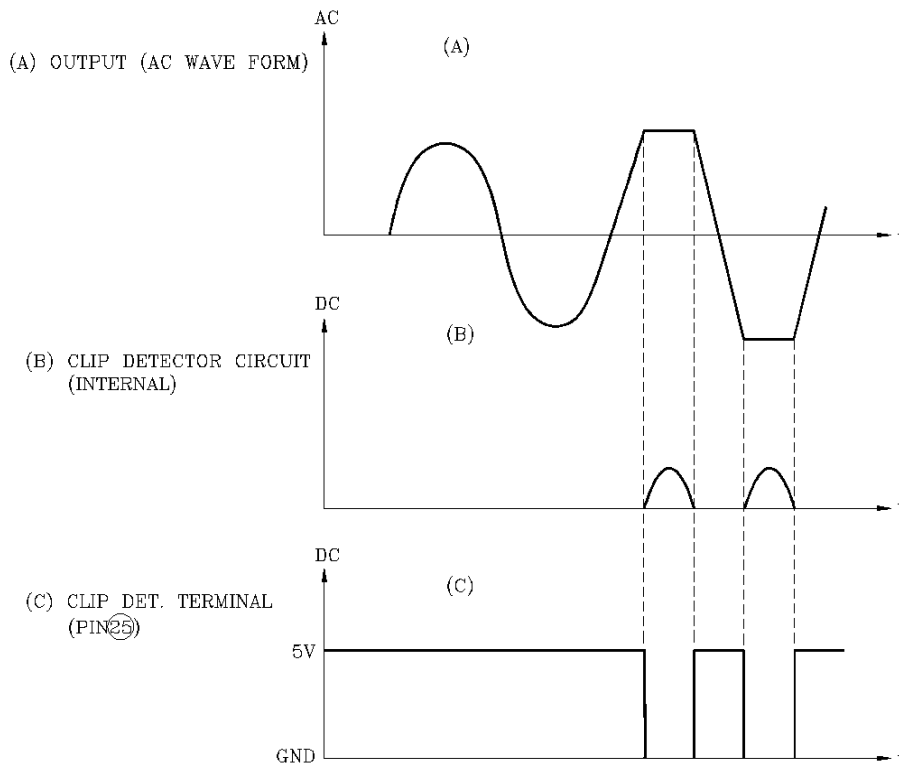 AC
(A) OUTPUT (AC WAVE FORM)
(A)
DC
(B) CLIP DETECTOR CIRCUIT
(INTERNAL)
(B)
DC
(C) CLIP DET. TERMINAL
(PIN25)
(C)
5V
GND